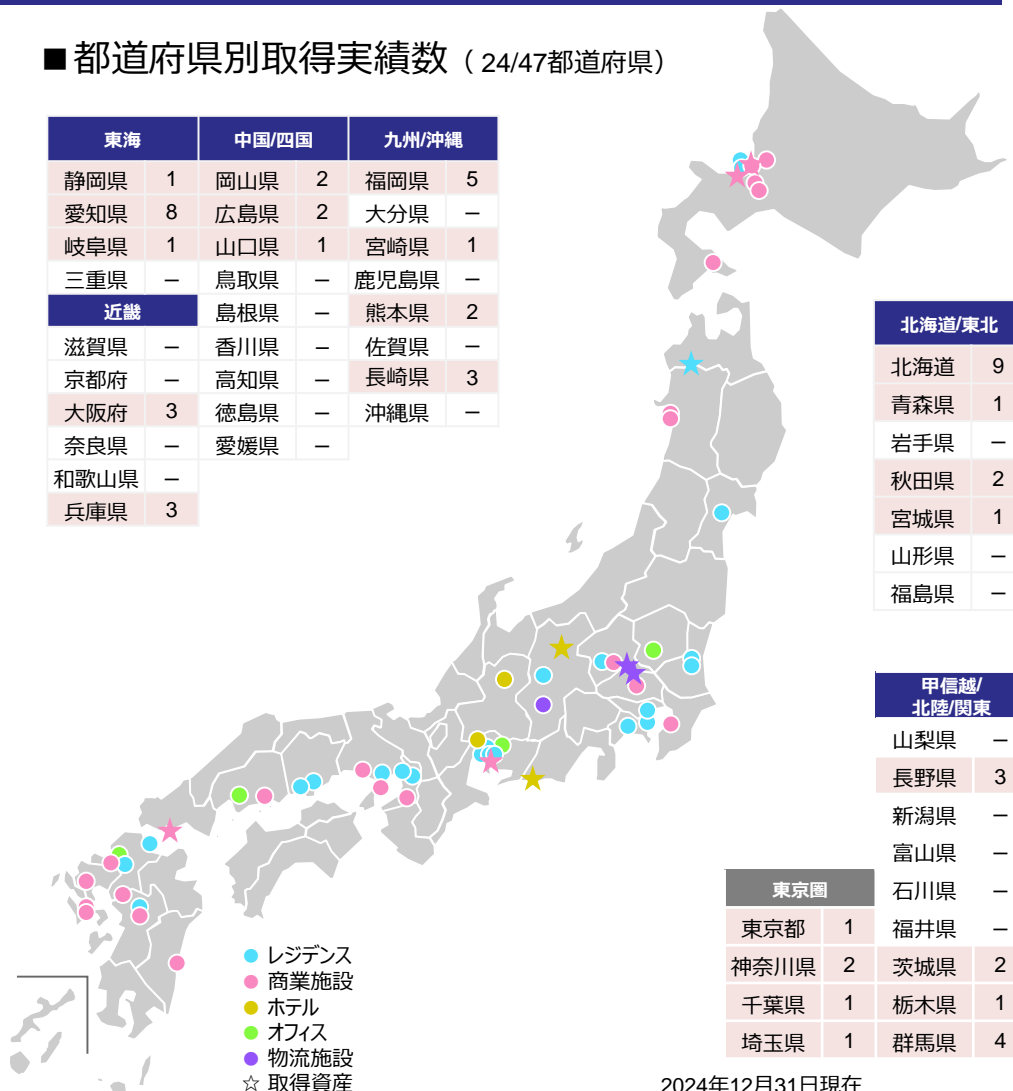 ■都道府県別取得実績数（24/47都道府県）
東海 中国/四国 九州/沖縄
静岡県 1 岡山県 2 福岡県 5
愛知県 8 広島県 2 大分県 －
岐阜県 1 山口県 1 宮崎県 1
三重県 － 鳥取県 － 鹿児島県 －
近畿 島根県 － 熊本県 2
滋賀県 － 香川県 － 佐賀県 －
京都府 － 高知県 － 長崎県 3
大阪府 3 徳島県 － 沖縄県 －
奈良県 － 愛媛県 －
和歌山県 －
兵庫県 3
北海道/東北
北海道 9
青森県 1
岩手県 －
秋田県 2
宮城県 1
山形県 －
福島県 －
甲信越/
北陸/関東
山梨県 －
長野県 3
新潟県 －
富山県 －
東京圏 石川県 －
東京都 1 福井県 －
神奈川県 2 茨城県 2
千葉県 1 栃木県 1
埼玉県 1 群馬県 4
レジデンス
商業施設
ホテル
オフィス
物流施設
☆ 取得資産
2024年12月31日現在